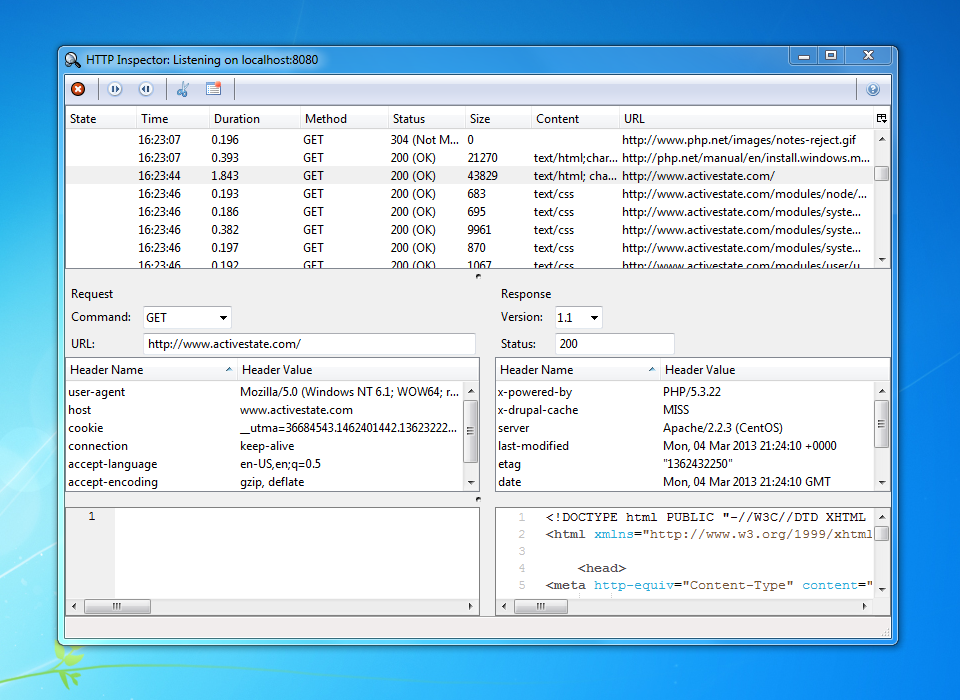 HTTP Inspector: Listening on localhost:8080
State Time Duration Method Status Size Content URL
16:23:07 0.196 GET 304 (Not M... 0 http://www.php.net/images/notes-reject.gif
16:23:07 0.393 GET 200 (OK) 21270 text/html;char... http://php.net/manual/en/install.windows.m...
16:23:44 1.843 GET 200 (OK) 43829 text/html; cha... http://www.activestate.com/
16:23:46 0.193 GET 200 (OK) 683 text/css http://www.activestate.com/modules/node/...
16:23:46 0.186 GET 200 (OK) 695 text/css http://www.activestate.com/modules/syste...
16:23:46 0.382 GET 200 (OK) 9961 text/css http://www.activestate.com/modules/syste...
16:23:46 0.197 GET 200 (OK) 870 text/css http://www.activestate.com/modules/syste...
16:23:46 0.192 GET 200 (OK) 1067 text/css http://www.activestate.com/modules/user/u...
Request
Command: GET
URL: http://www.activestate.com/
Header Name Header Value
user-agent Mozilla/5.0 (Windows NT 6.1; WOW64; r...
host www.activestate.com
cookie __utma=36684543.1462401442.13623222...
connection keep-alive
accept-language en-US,en;q=0.5
accept-encoding gzip, deflate
1
Response
Version: 1.1
Status: 200
Header Name Header Value
x-powered-by PHP/5.3.22
x-drupal-cache MISS
server Apache/2.2.3 (CentOS)
last-modified Mon, 04 Mar 2013 21:24:10 +0000
etag "1362432250"
date Mon, 04 Mar 2013 21:24:10 GMT
1 <!DOCTYPE html PUBLIC "-//W3C//DTD XHTML
2 <html xmlns="http://www.w3.org/1999/xhtml
3
4 <head>
5 <meta http-equiv="Content-Type" content="